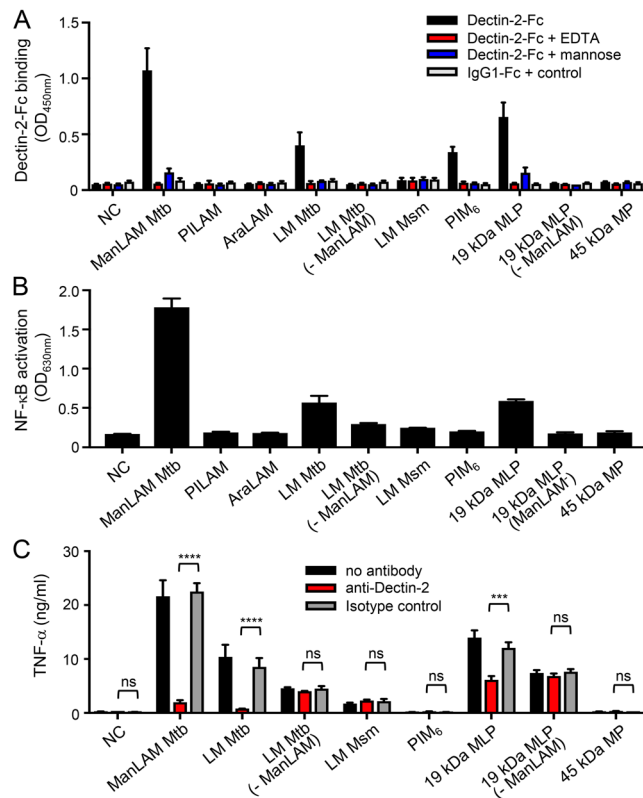 A
Dectin-2-Fc
Dectin-2-Fc + EDTA
Dectin-2-Fc + mannose
IgG1-Fc + control
Dectin-2-Fc binding
(OD450nm)
1.5
1.0
0.5
0
NC
ManLAM Mtb
PILAM
AraLAM
LM Mtb
LM Mtb
(- ManLAM)
LM Msm
PIM6
19 kDa MLP
19 kDa MLP
(- ManLAM)
45 kDa MP
B
NF-κB activation
(OD630nm)
2.0
1.5
1.0
0.5
0
NC
ManLAM Mtb
PILAM
AraLAM
LM Mtb
LM Mtb
(- ManLAM)
LM Msm
PIM6
19 kDa MLP
19 kDa MLP
(ManLAM-)
45 kDa MP
C
no antibody
anti-Dectin-2
Isotype control
TNF-α (ng/ml)
30
20
10
0
ns
****
****
ns
ns
ns
***
ns
ns
NC
ManLAM Mtb
LM Mtb
LM Mtb
(- ManLAM)
LM Msm
PIM6
19 kDa MLP
19 kDa MLP
(- ManLAM)
45 kDa MP